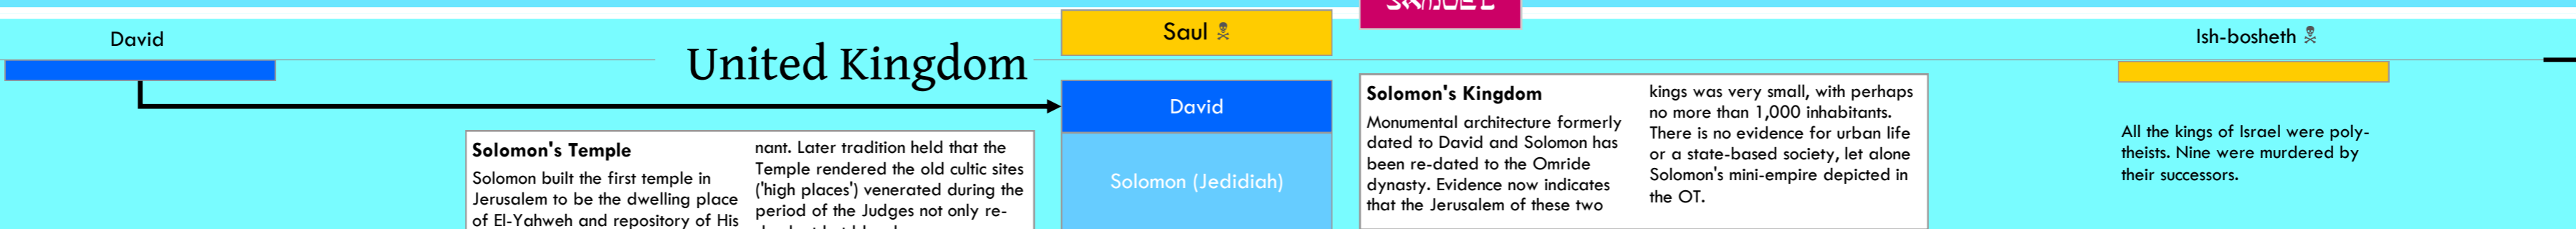 SAMUEL
David
Saul ☠
Ish-bosheth ☠
United Kingdom
David
Solomon (Jedidiah)
Solomon's Temple
Solomon built the first temple in
Jerusalem to be the dwelling place
of El-Yahweh and repository of His
nant. Later tradition held that the
Temple rendered the old cultic sites
('high places') venerated during the
period of the Judges not only re-
Solomon's Kingdom
Monumental architecture formerly
dated to David and Solomon has
been re-dated to the Omride
dynasty. Evidence now indicates
that the Jerusalem of these two
kings was very small, with perhaps
no more than 1,000 inhabitants.
There is no evidence for urban life
or a state-based society, let alone
Solomon's mini-empire depicted in
the OT.
All the kings of Israel were poly-
theists. Nine were murdered by
their successors.